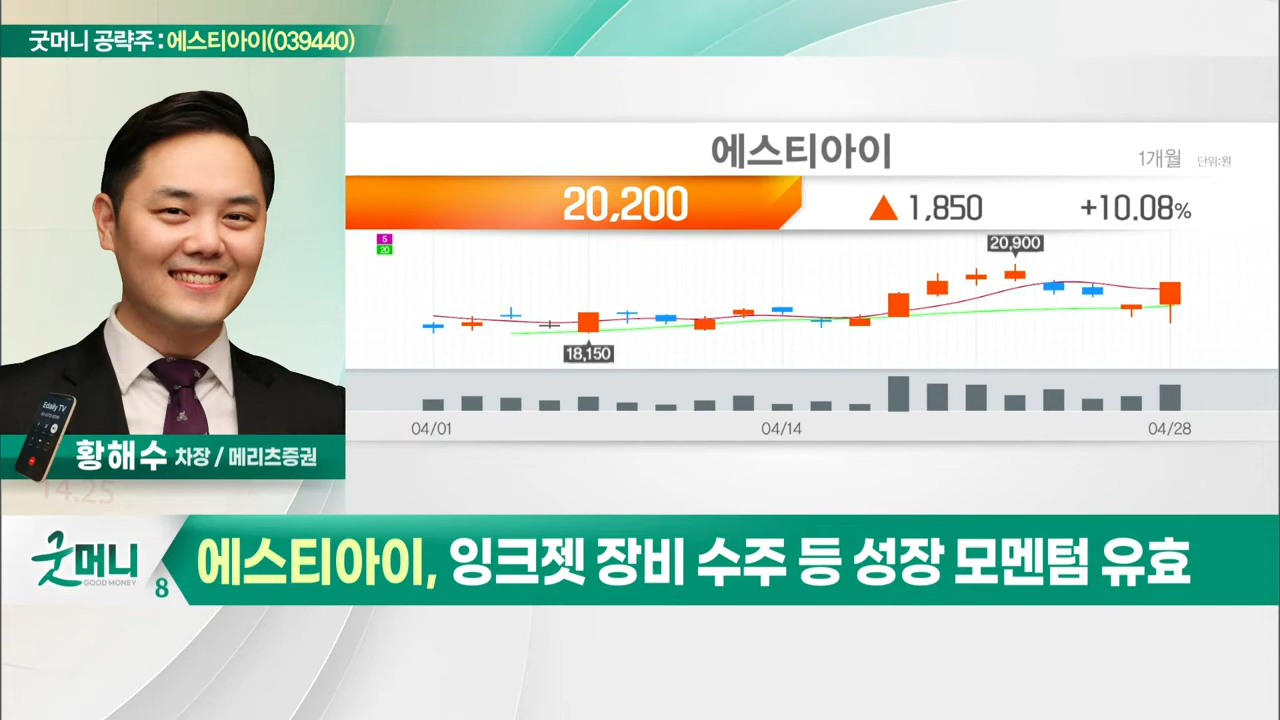 굿머니 공략주 : 에스티아이(039440)
에스티아이
1개월 단위:원
20,200 ▲ 1,850 +10.08%
5
20
20,900
18,150
04/01 04/14 04/28
Edaily TV
황해수 차장 / 메리츠증권
14.25
굿머니
GOOD MONEY
8
에스티아이, 잉크젯 장비 수주 등 성장 모멘텀 유효